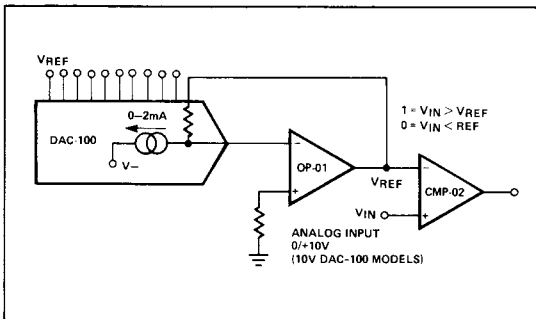 VREF
0–2mA
DAC-100
V–
OP-01
VREF
1 = VIN > VREF
0 = VIN < REF
CMP-02
VIN
ANALOG INPUT
0/+10V
(10V DAC-100 MODELS)